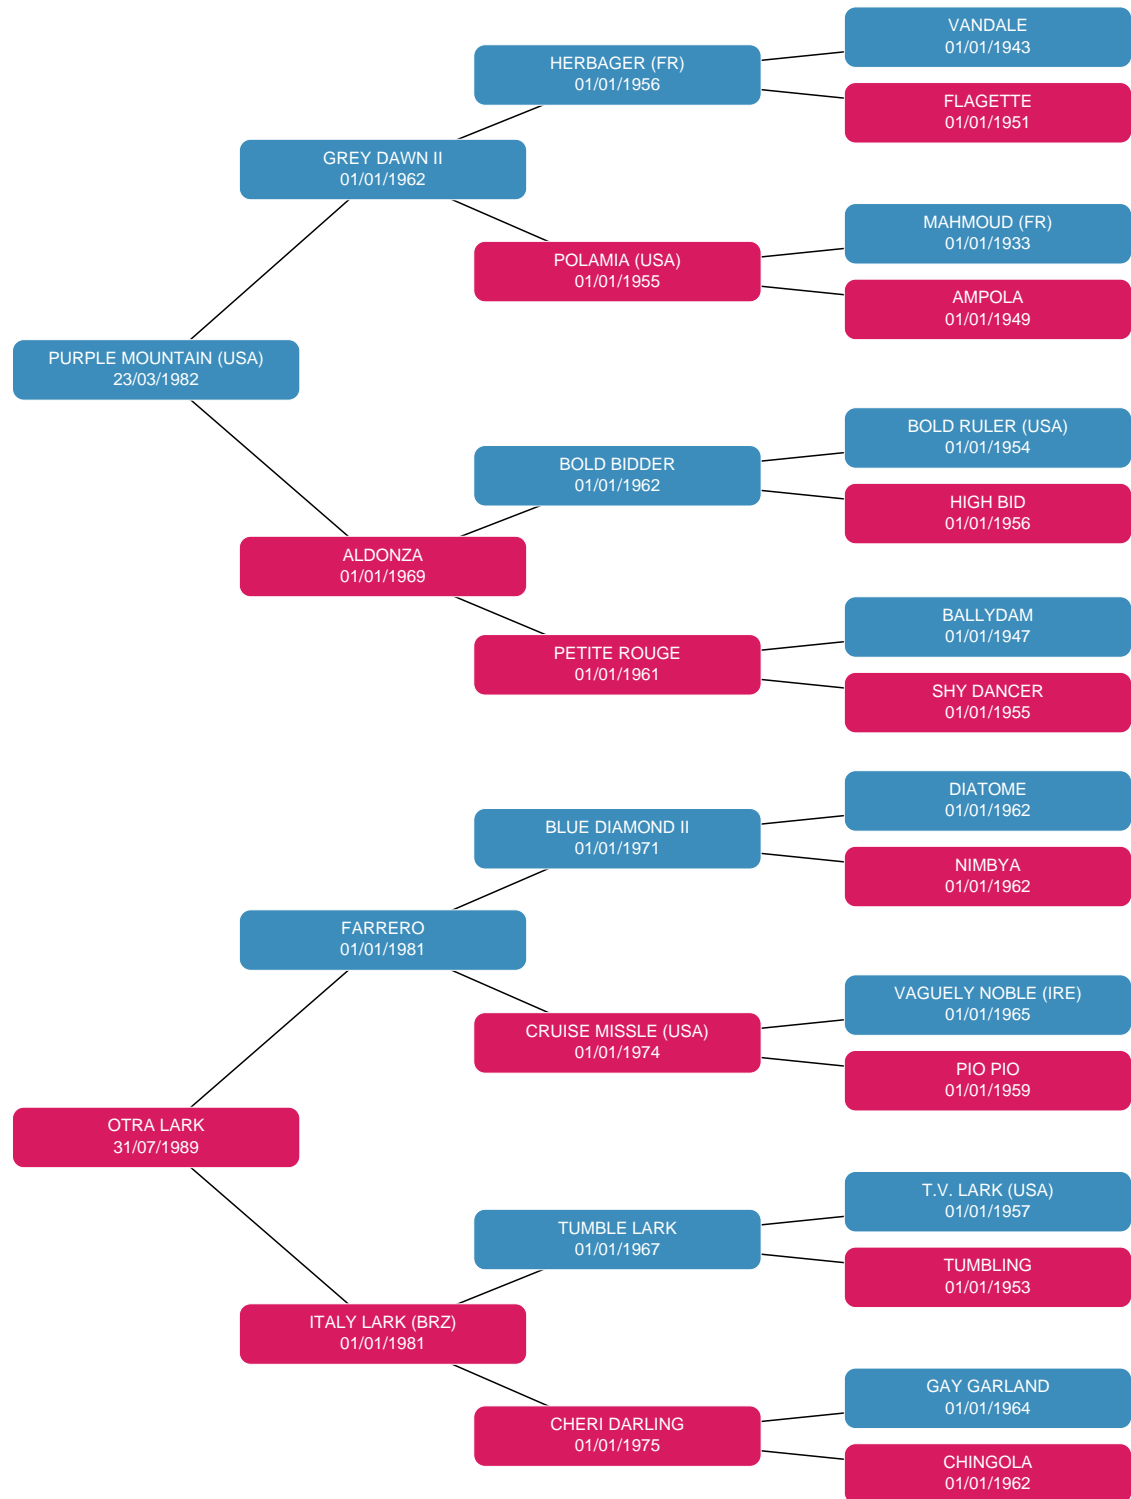 VANDALE
01/01/1943
HERBAGER (FR)
01/01/1956
FLAGETTE
01/01/1951
GREY DAWN II
01/01/1962
MAHMOUD (FR)
01/01/1933
POLAMIA (USA)
01/01/1955
AMPOLA
01/01/1949
PURPLE MOUNTAIN (USA)
23/03/1982
BOLD RULER (USA)
01/01/1954
BOLD BIDDER
01/01/1962
HIGH BID
01/01/1956
ALDONZA
01/01/1969
BALLYDAM
01/01/1947
PETITE ROUGE
01/01/1961
SHY DANCER
01/01/1955
DIATOME
01/01/1962
BLUE DIAMOND II
01/01/1971
NIMBYA
01/01/1962
FARRERO
01/01/1981
VAGUELY NOBLE (IRE)
01/01/1965
CRUISE MISSLE (USA)
01/01/1974
PIO PIO
01/01/1959
OTRA LARK
31/07/1989
T.V. LARK (USA)
01/01/1957
TUMBLE LARK
01/01/1967
TUMBLING
01/01/1953
ITALY LARK (BRZ)
01/01/1981
GAY GARLAND
01/01/1964
CHERI DARLING
01/01/1975
CHINGOLA
01/01/1962